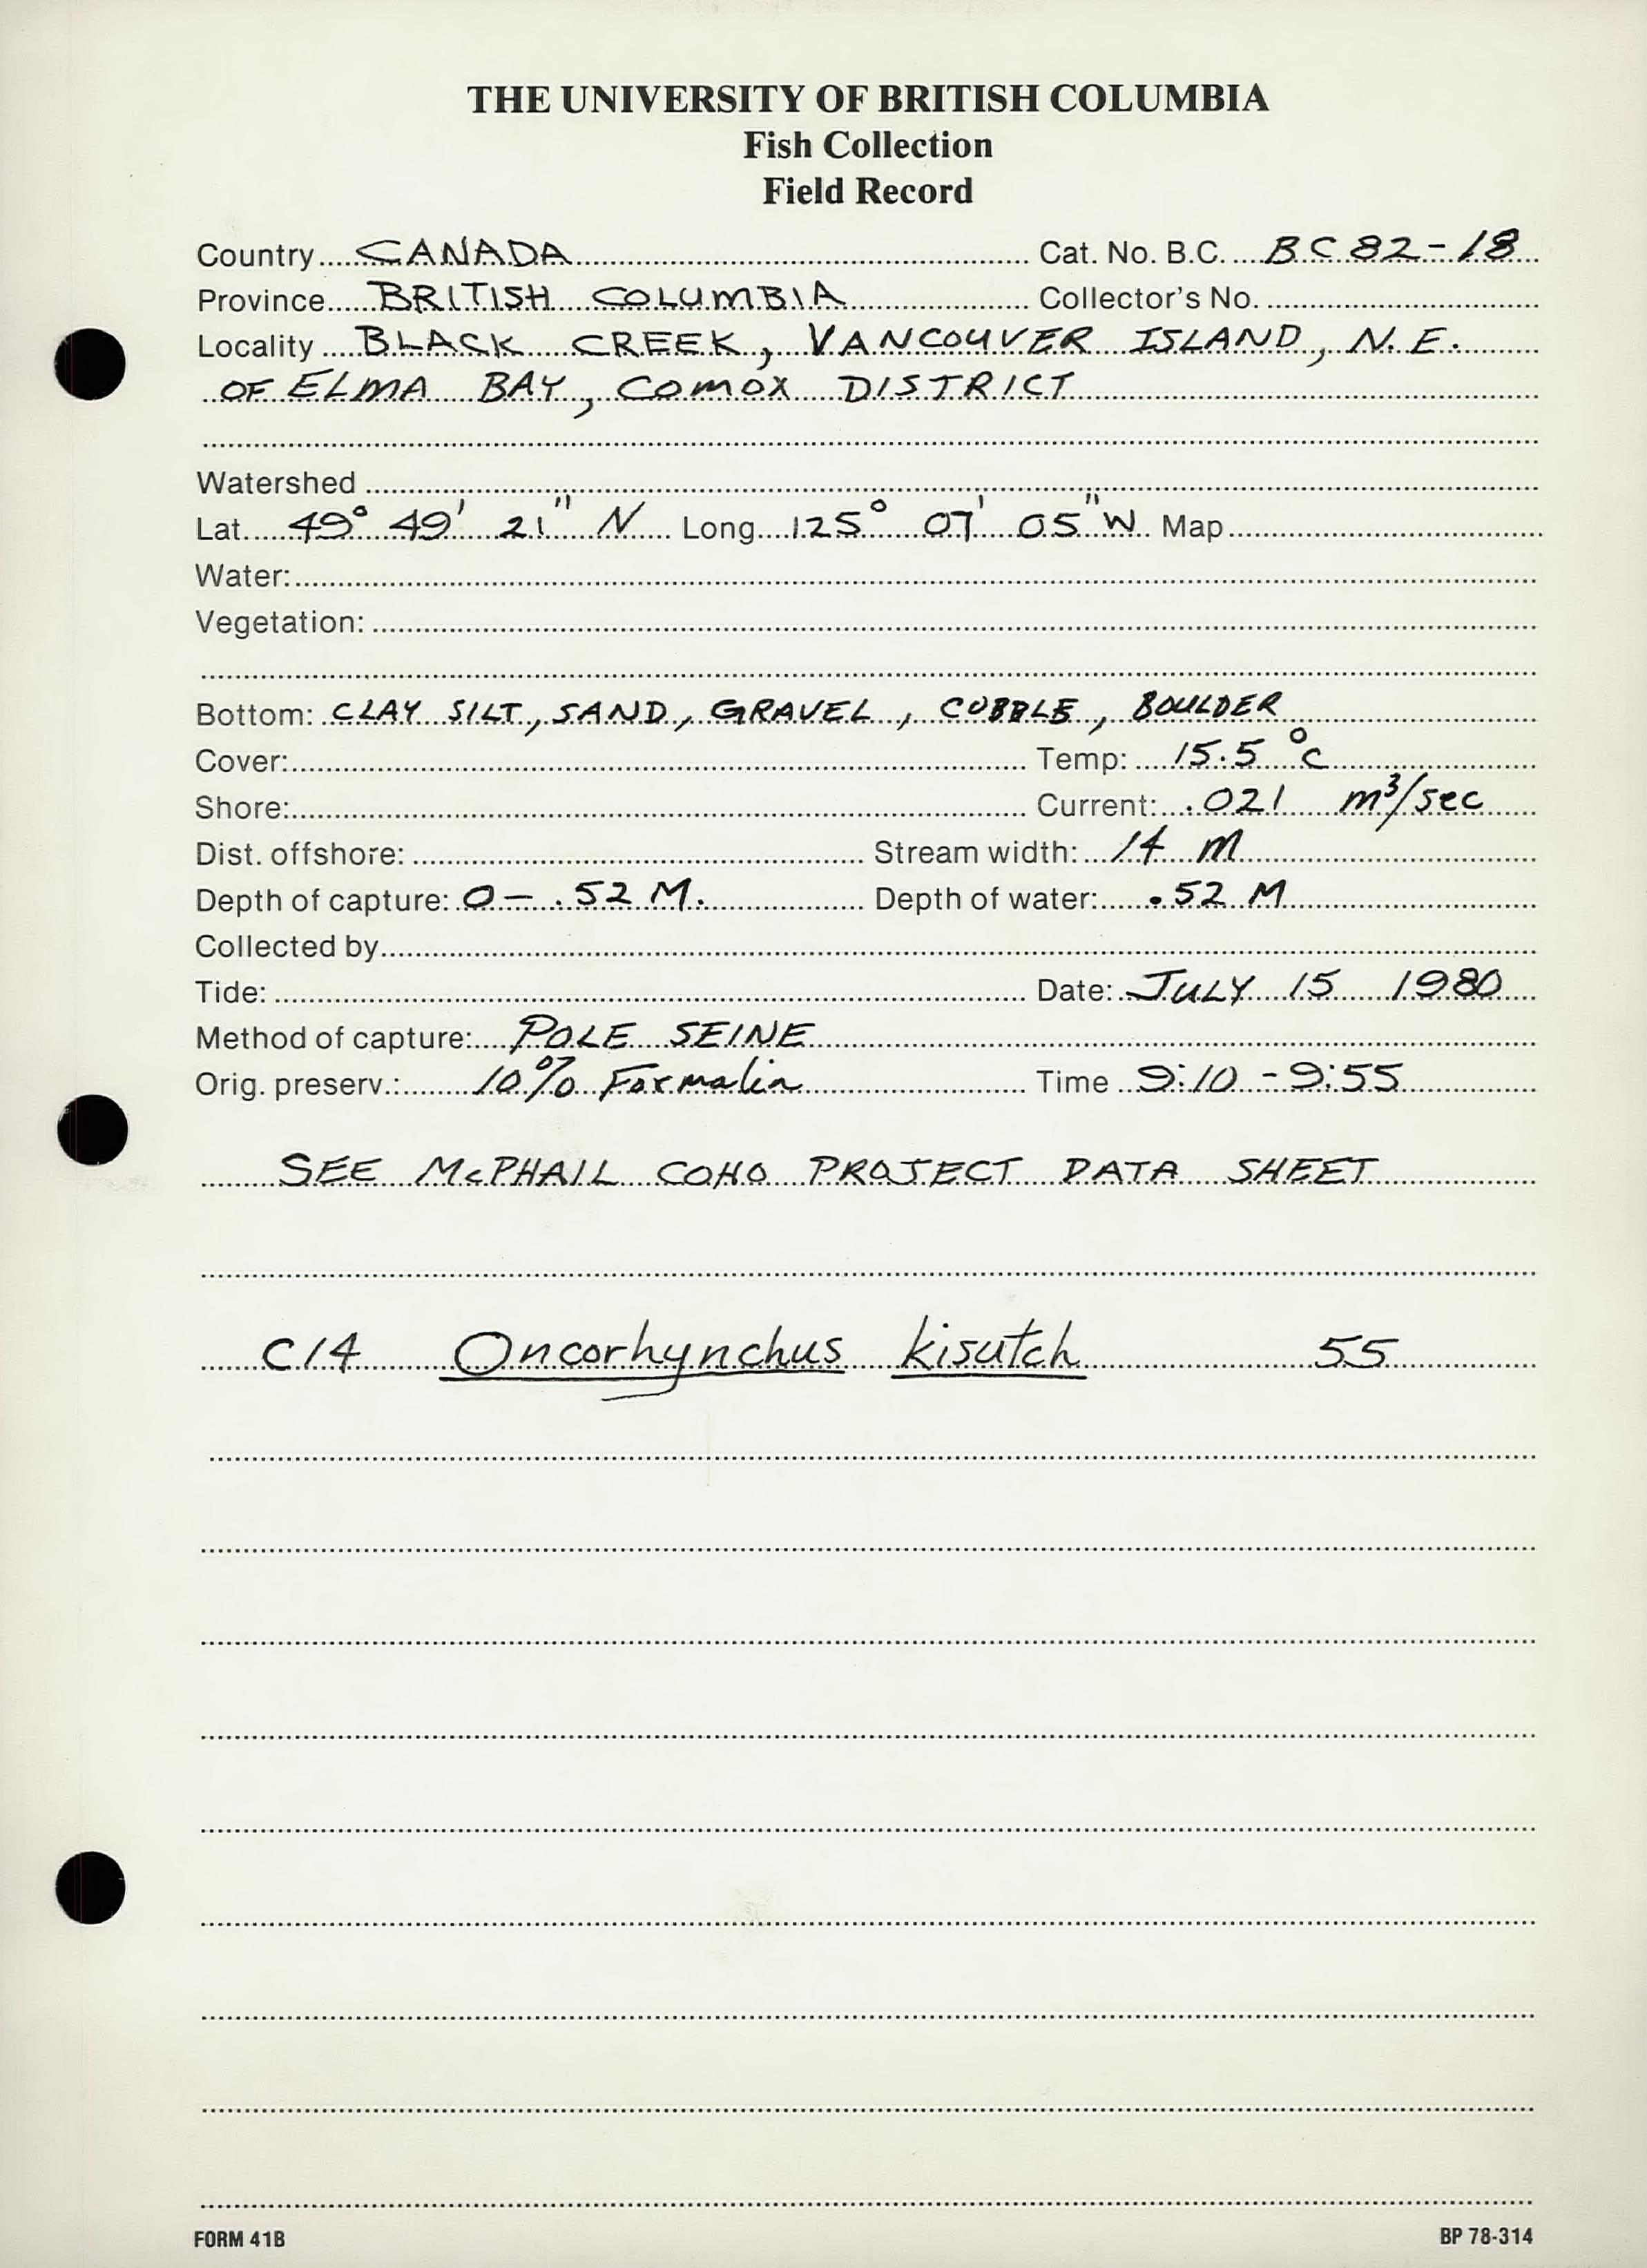 THE UNIVERSITY OF BRITISH COLUMBIA
Fish Collection
Field Record
Country CANADA Cat. No. B.C. BC 82-18
Province BRITISH COLUMBIA Collector's No.
Locality BLACK CREEK, VANCOUVER ISLAND, N.E.
OF ELMA BAY, COMOX DISTRICT
Watershed
Lat. 49° 49' 21" N Long. 125° 07' 05" W Map
Water:
Vegetation:
Bottom: CLAY SILT, SAND, GRAVEL, COBBLE, BOULDER
Cover: Temp: 15.5 °C
Shore: Current: .021 m³/sec
Dist. offshore: Stream width: 14 m
Depth of capture: 0 - .52 M. Depth of water: .52 M
Collected by
Tide: Date: JULY 15 1980
Method of capture: POLE SEINE
Orig. preserv.: 10% Formalin Time 9:10 - 9:55
SEE McPHAIL COHO PROJECT DATA SHEET
C14 Oncorhynchus kisutch 55
FORM 41B BP 78-314